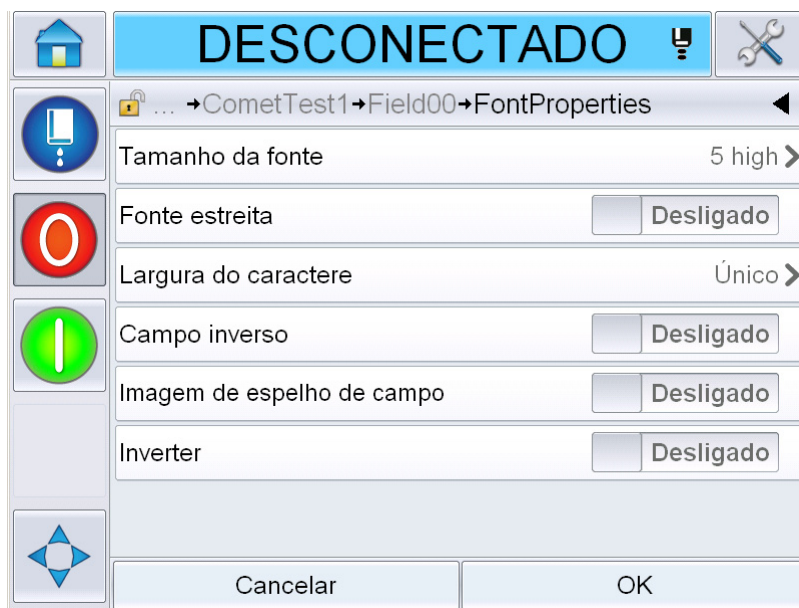 DESCONECTADO
... →CometTest1→Field00→FontProperties
Tamanho da fonte 5 high
Fonte estreita Desligado
Largura do caractere Único
Campo inverso Desligado
Imagem de espelho de campo Desligado
Inverter Desligado
Cancelar OK